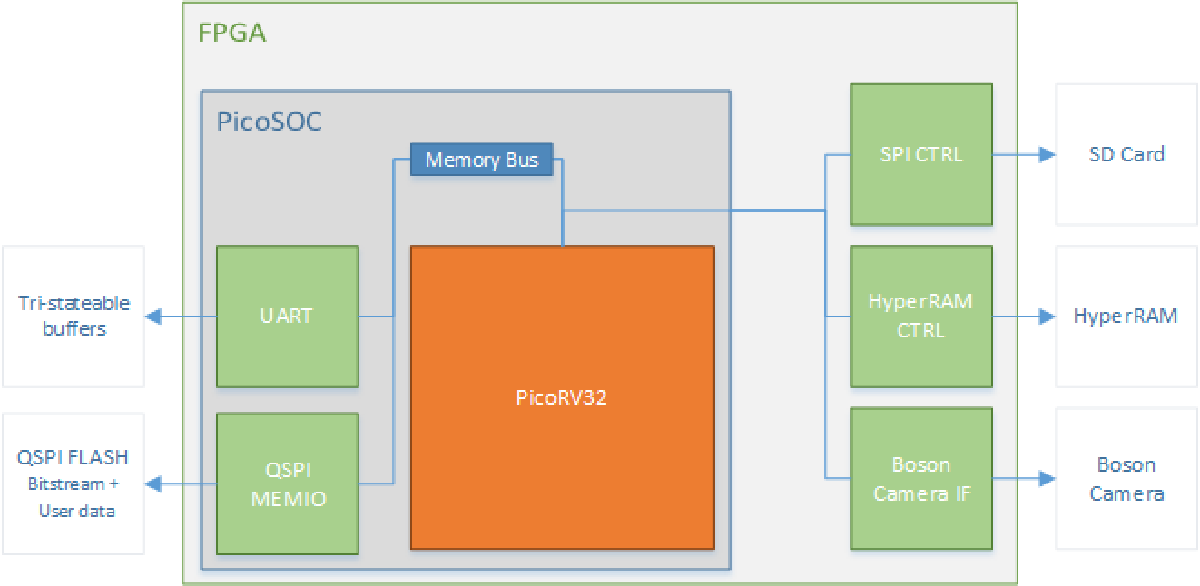 FPGA
PicoSOC
Memory Bus
SPI CTRL
SD Card
Tri-stateable
buffers
UART
HyperRAM
CTRL
HyperRAM
PicoRV32
QSPI FLASH
Bitstream +
User data
QSPI
MEMIO
Boson
Camera IF
Boson
Camera